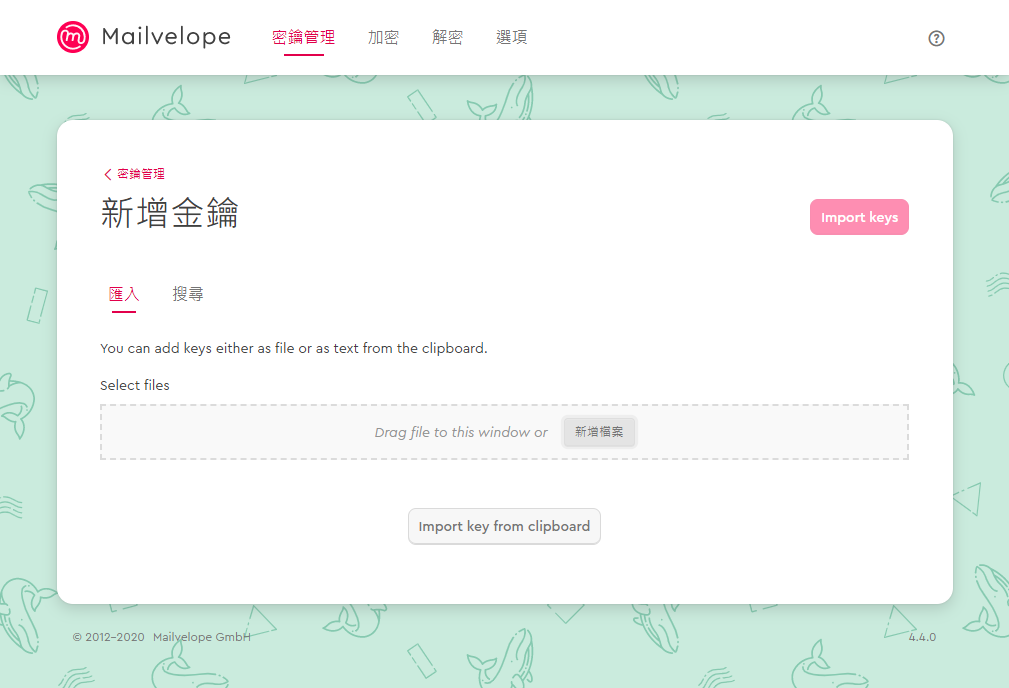 Mailvelope 密鑰管理 加密 解密 選項
密鑰管理
新增金鑰
Import keys
匯入 搜尋
You can add keys either as file or as text from the clipboard.
Select files
Drag file to this window or 新增檔案
Import key from clipboard
© 2012-2020 Mailvelope GmbH 4.4.0